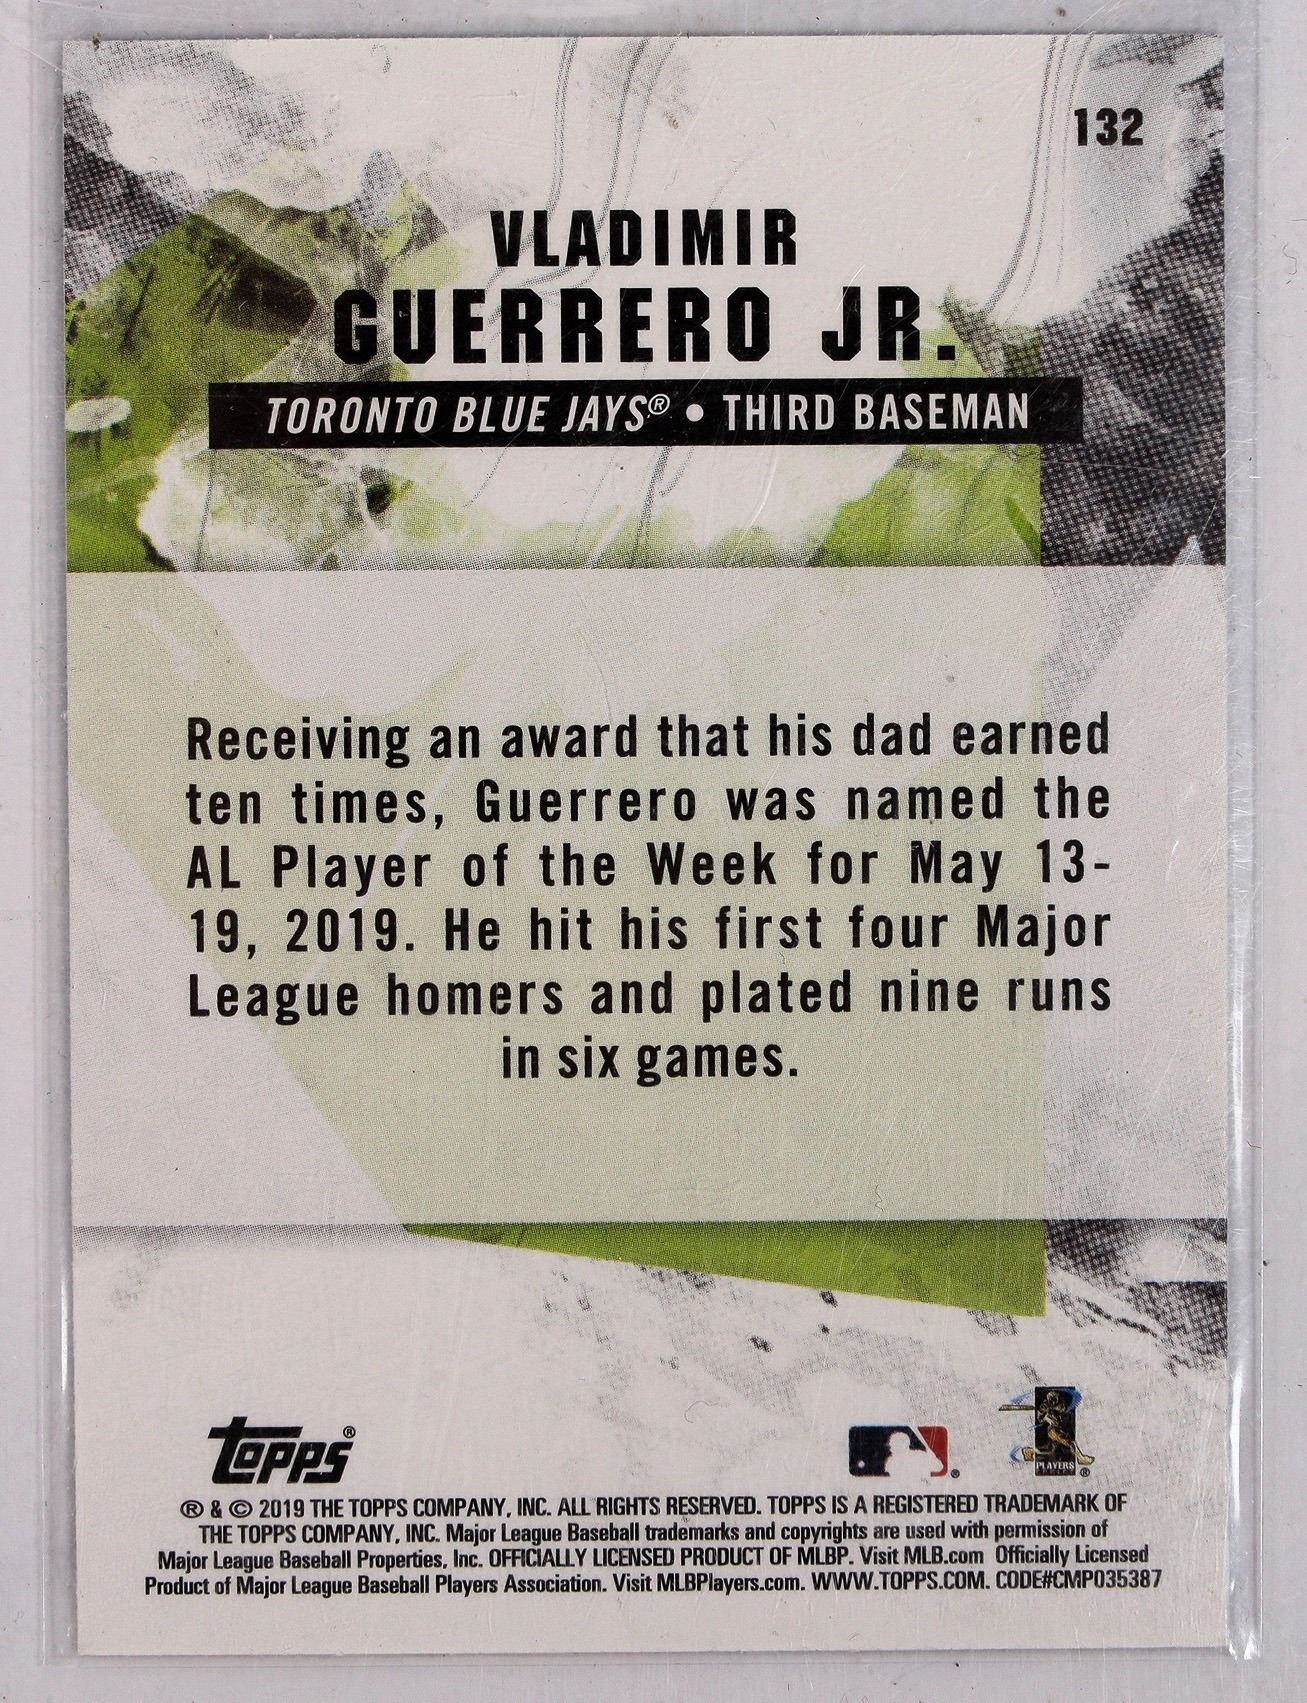 132
VLADIMIR
GUERRERO JR.
TORONTO BLUE JAYS® • THIRD BASEMAN
Receiving an award that his dad earned
ten times, Guerrero was named the
AL Player of the Week for May 13-
19, 2019. He hit his first four Major
League homers and plated nine runs
in six games.
topps®
PLAYERS
® & © 2019 THE TOPPS COMPANY, INC. ALL RIGHTS RESERVED. TOPPS IS A REGISTERED TRADEMARK OF
THE TOPPS COMPANY, INC. Major League Baseball trademarks and copyrights are used with permission of
Major League Baseball Properties, Inc. OFFICIALLY LICENSED PRODUCT OF MLBP. Visit MLB.com Officially Licensed
Product of Major League Baseball Players Association. Visit MLBPlayers.com. WWW.TOPPS.COM. CODE#CMP035387